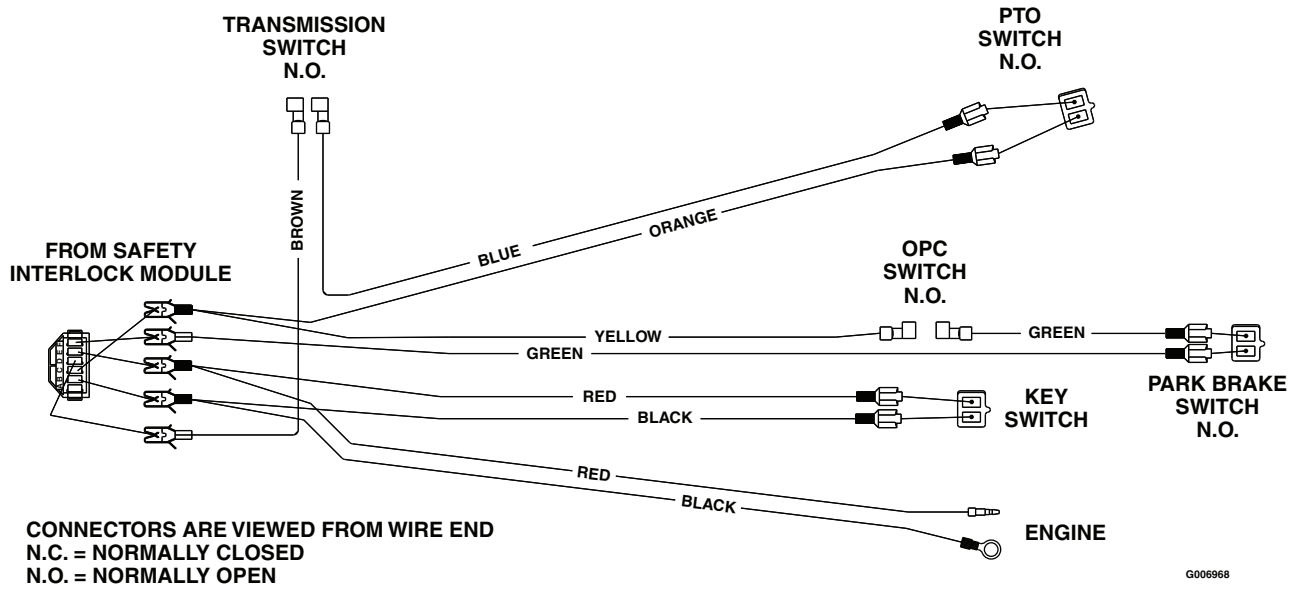 TRANSMISSION
SWITCH
N.O.
PTO
SWITCH
N.O.
BROWN
BLUE
ORANGE
FROM SAFETY
INTERLOCK MODULE
OPC
SWITCH
N.O.
YELLOW
GREEN
GREEN
RED
BLACK
KEY
SWITCH
PARK BRAKE
SWITCH
N.O.
RED
BLACK
ENGINE
CONNECTORS ARE VIEWED FROM WIRE END
N.C. = NORMALLY CLOSED
N.O. = NORMALLY OPEN
G006968